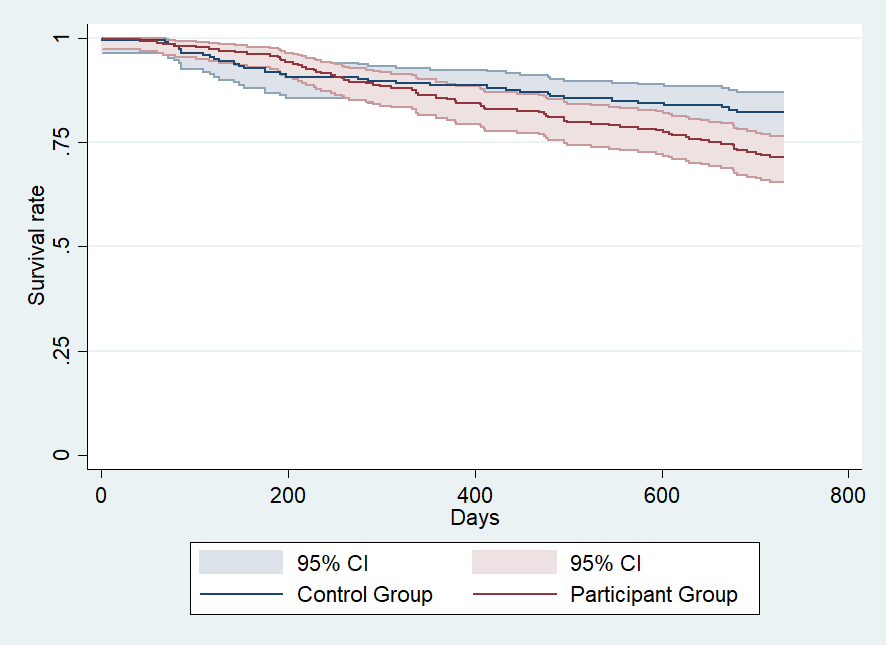 1
.75
.5
.25
0
Survival rate
0 200 400 600 800
Days
95% CI 95% CI
Control Group Participant Group